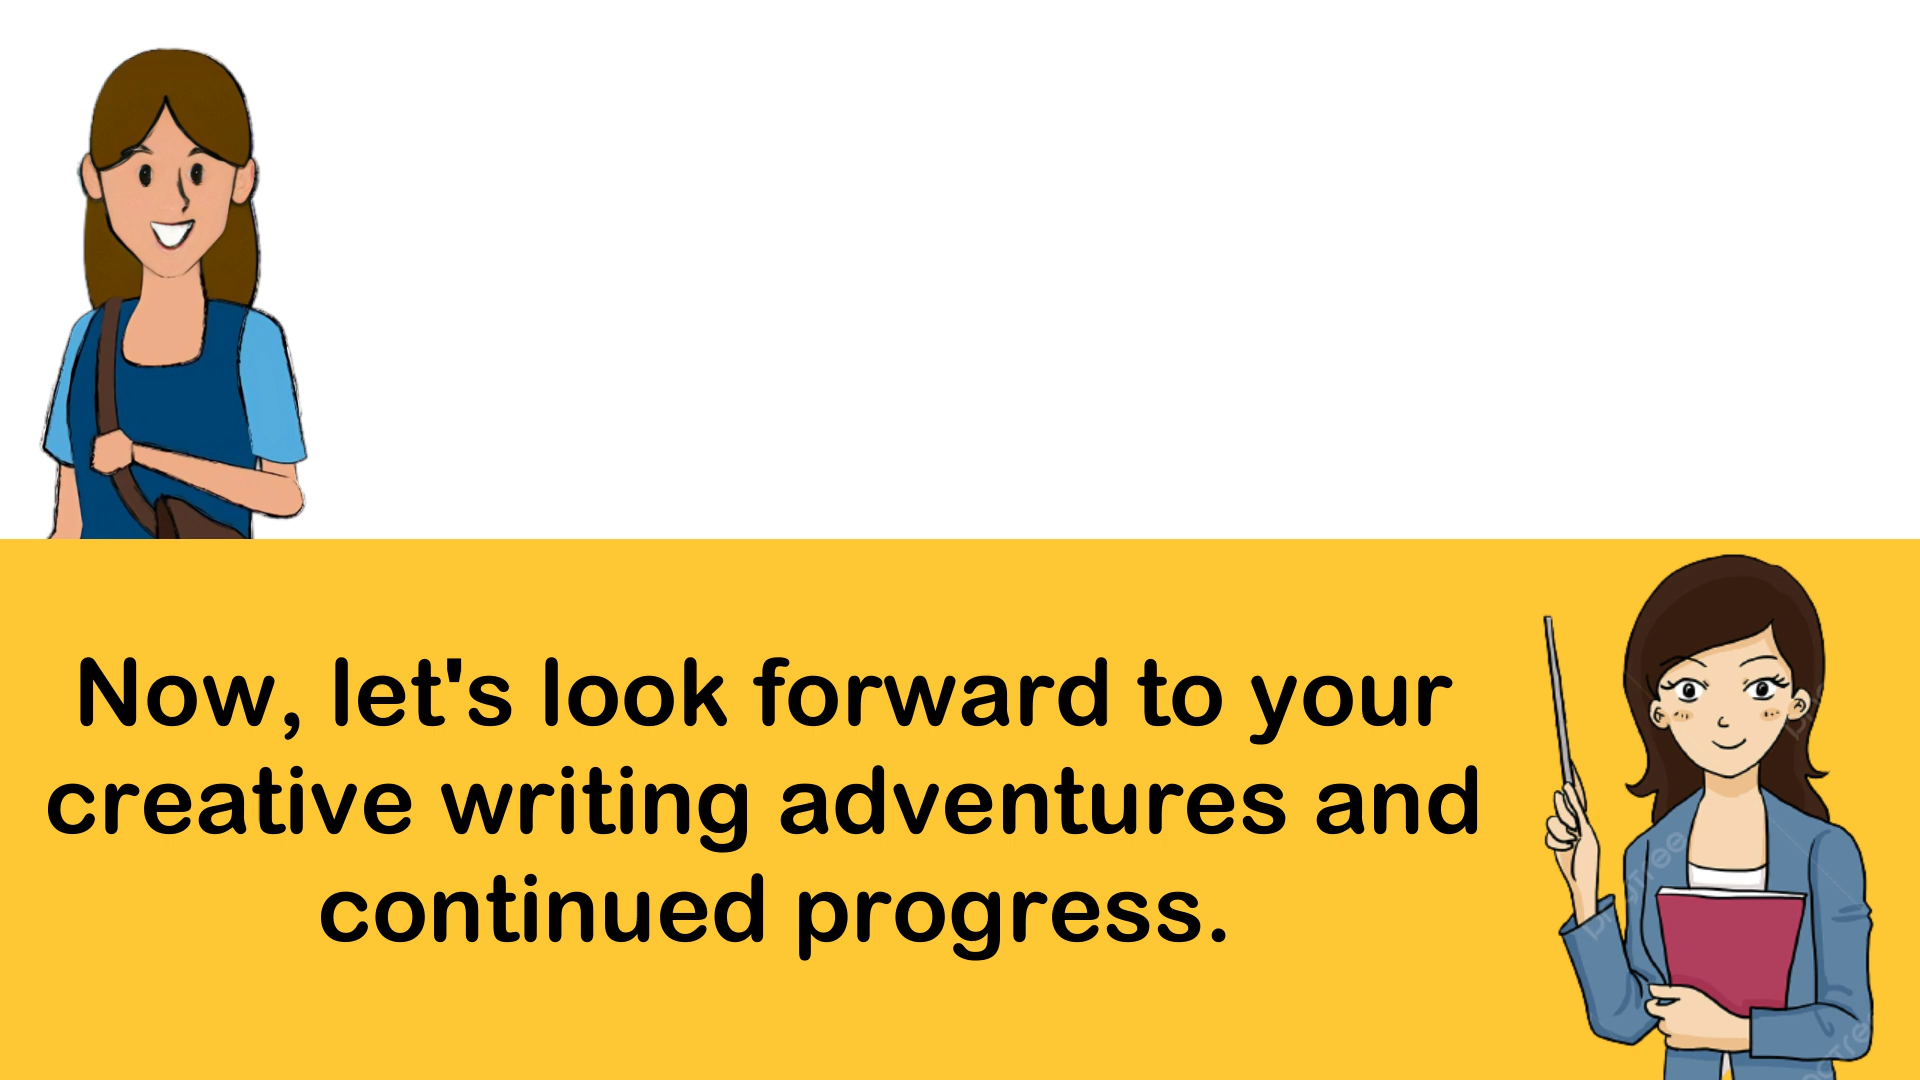 Now, let's look forward to your
creative writing adventures and
continued progress.